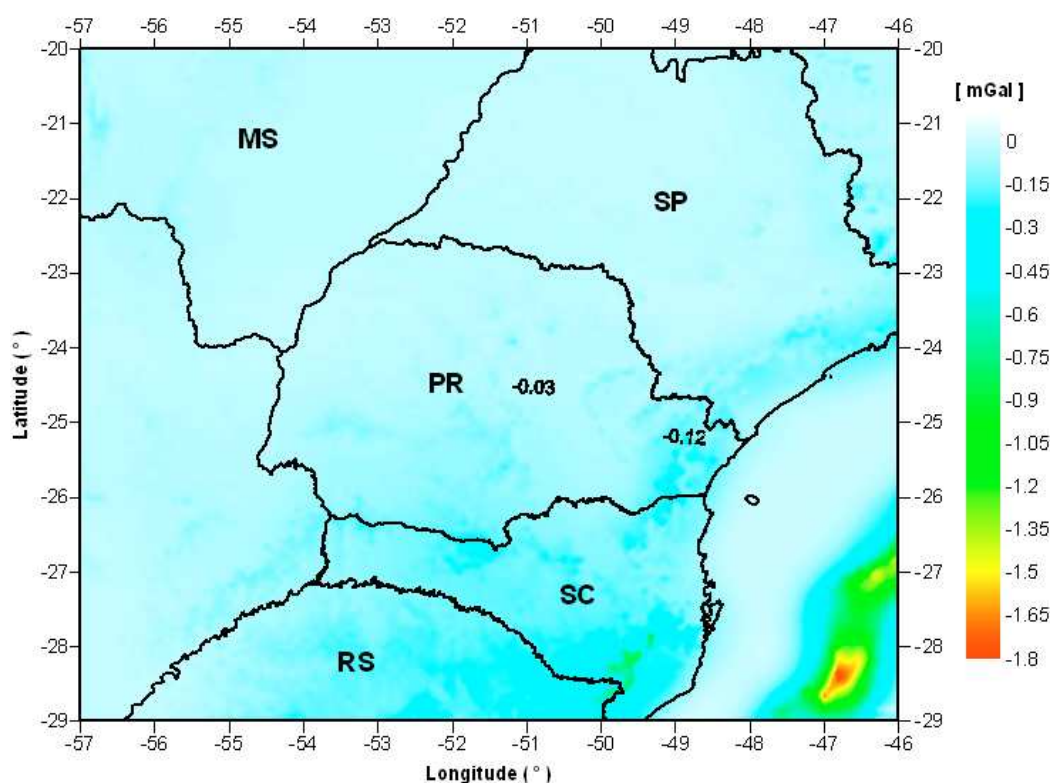 -57 -56 -55 -54 -53 -52 -51 -50 -49 -48 -47 -46
-20 -20
[ mGal ]
-21 -21
MS
0
-0.15
-22 -22
SP
-0.3
-0.45
-23 -23
-0.6
-0.75
-24 -24
PR
-0.03
-0.9
Latitude ( ° )
-25 -25
-0.12
-1.05
-1.2
-26 -26
-1.35
-27 -27
-1.5
SC
-28 -28
-1.65
RS
-1.8
-29 -29
-57 -56 -55 -54 -53 -52 -51 -50 -49 -48 -47 -46
Longitude ( ° )